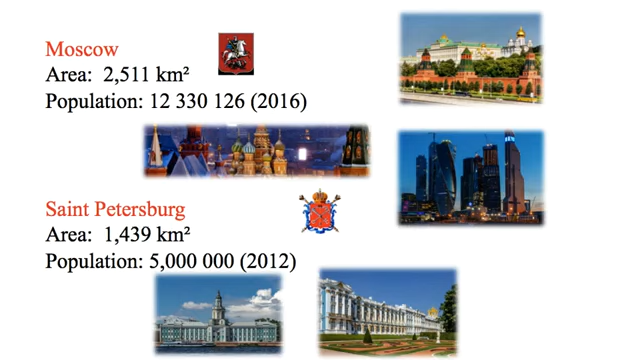 Moscow
Area: 2,511 km²
Population: 12 330 126 (2016)
Saint Petersburg
Area: 1,439 km²
Population: 5,000 000 (2012)